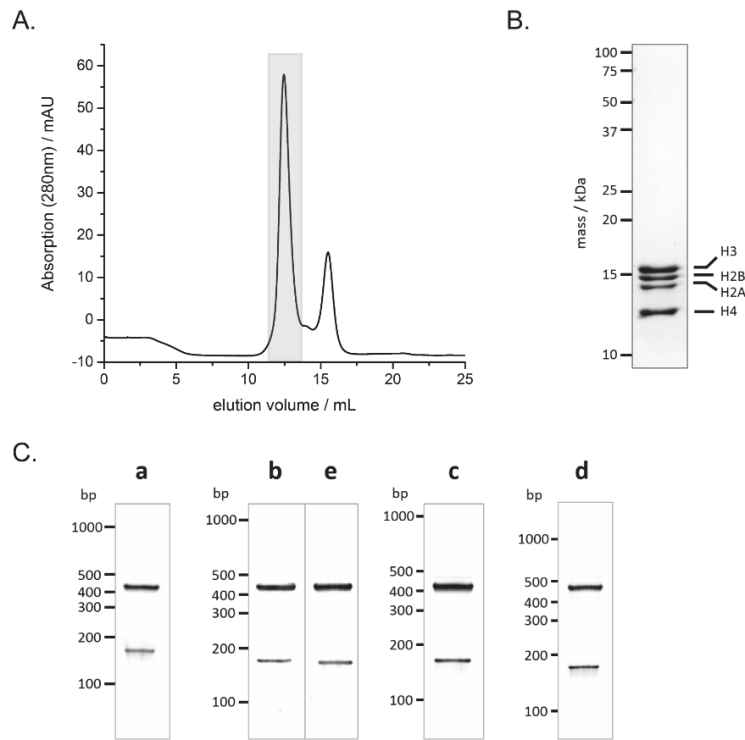 A.
B.
60
50
40
30
20
10
0
-10
Absorption (280nm) / mAU
0 5 10 15 20 25
elution volume / mL
100
75
50
37
25
20
15
10
mass / kDa
H3
H2B
H2A
H4
C.
a
bp
1000
500
400
300
200
100
b e
bp
1000
500
400
300
200
100
c
bp
1000
500
400
300
200
100
d
bp
1000
500
400
300
200
100